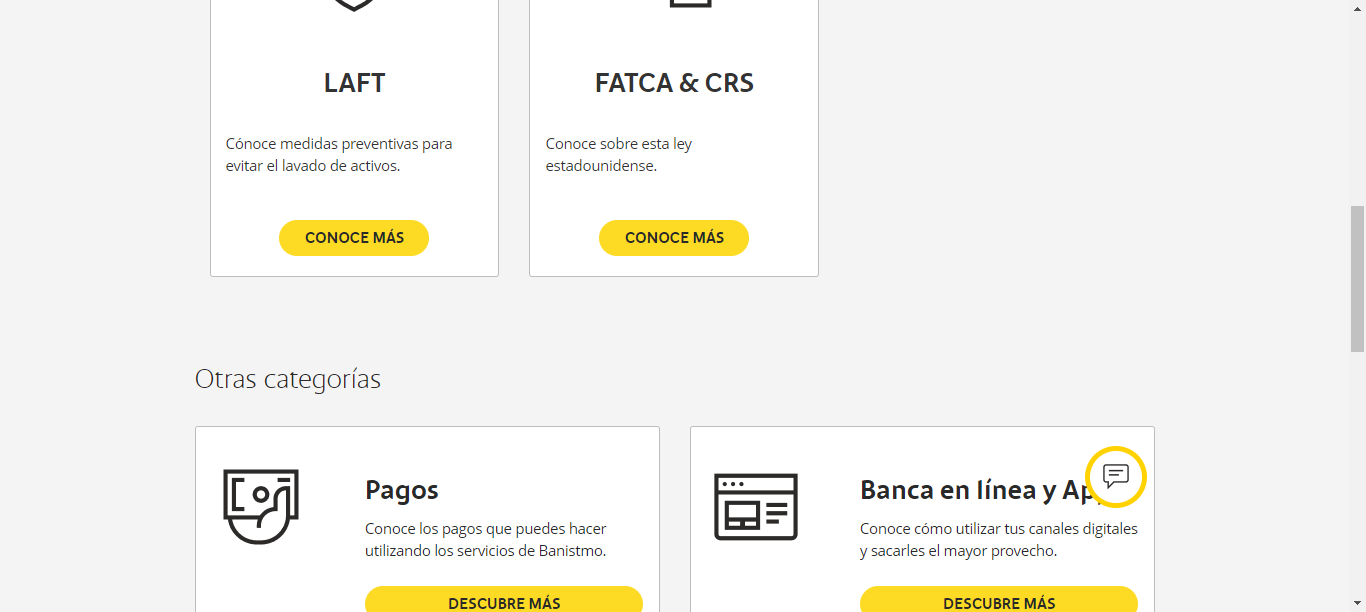 LAFT
Cónoce medidas preventivas para
evitar el lavado de activos.
CONOCE MÁS
FATCA & CRS
Conoce sobre esta ley
estadounidense.
CONOCE MÁS
Otras categorías
Pagos
Conoce los pagos que puedes hacer
utilizando los servicios de Banistmo.
DESCUBRE MÁS
Banca en línea y Ap
Conoce cómo utilizar tus canales digitales
y sacarles el mayor provecho.
DESCUBRE MÁS